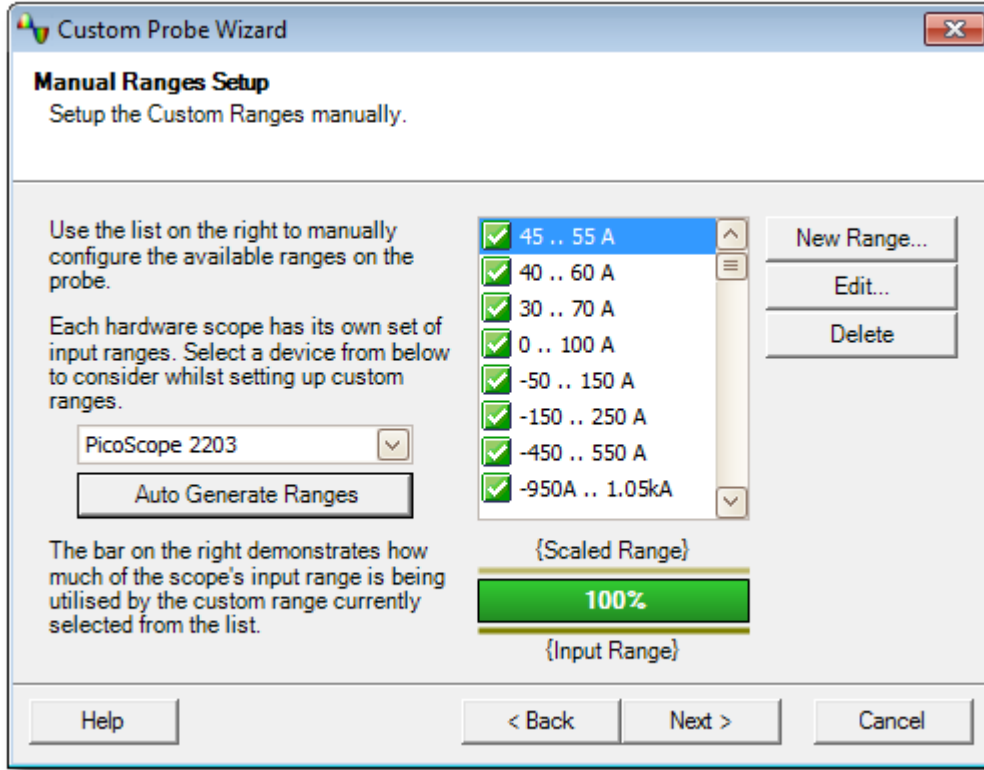 Custom Probe Wizard
Manual Ranges Setup
Setup the Custom Ranges manually.
Use the list on the right to manually
configure the available ranges on the
probe.
Each hardware scope has its own set of
input ranges. Select a device from below
to consider whilst setting up custom
ranges.
PicoScope 2203
Auto Generate Ranges
The bar on the right demonstrates how
much of the scope's input range is being
utilised by the custom range currently
selected from the list.
45 .. 55 A
40 .. 60 A
30 .. 70 A
0 .. 100 A
-50 .. 150 A
-150 .. 250 A
-450 .. 550 A
-950A .. 1.05kA
{Scaled Range}
100%
{Input Range}
New Range...
Edit...
Delete
Help
< Back
Next >
Cancel